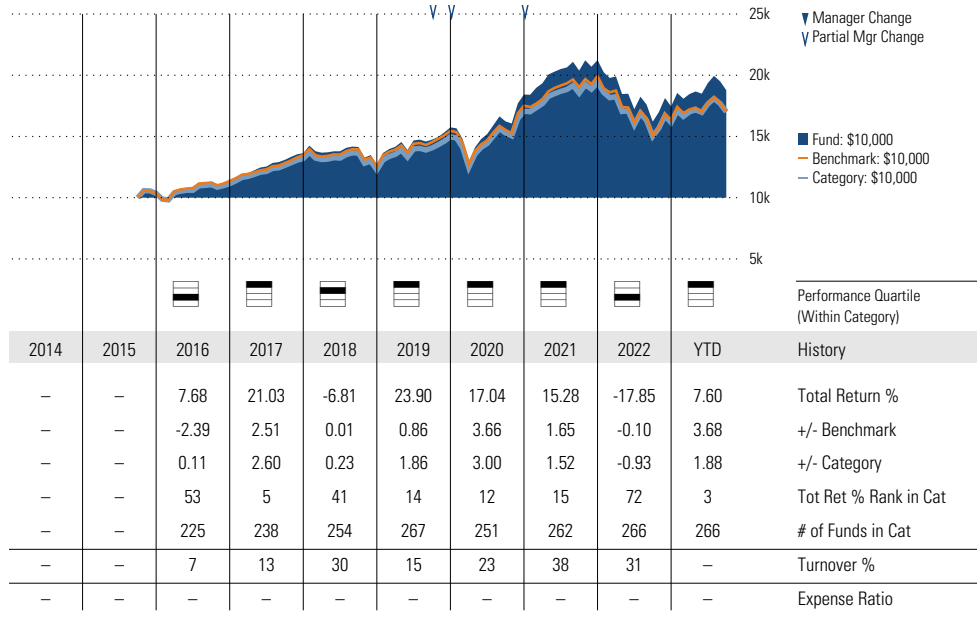 25k
20k
15k
10k
5k
Manager Change
Partial Mgr Change
Fund: $10,000
Benchmark: $10,000
Category: $10,000
Performance Quartile
(Within Category)
2014 2015 2016 2017 2018 2019 2020 2021 2022 YTD History
– – 7.68 21.03 -6.81 23.90 17.04 15.28 -17.85 7.60 Total Return %
– – -2.39 2.51 0.01 0.86 3.66 1.65 -0.10 3.68 +/- Benchmark
– – 0.11 2.60 0.23 1.86 3.00 1.52 -0.93 1.88 +/- Category
– – 53 5 41 14 12 15 72 3 Tot Ret % Rank in Cat
– – 225 238 254 267 251 262 266 266 # of Funds in Cat
– – 7 13 30 15 23 38 31 – Turnover %
– – – – – – – – – – Expense Ratio